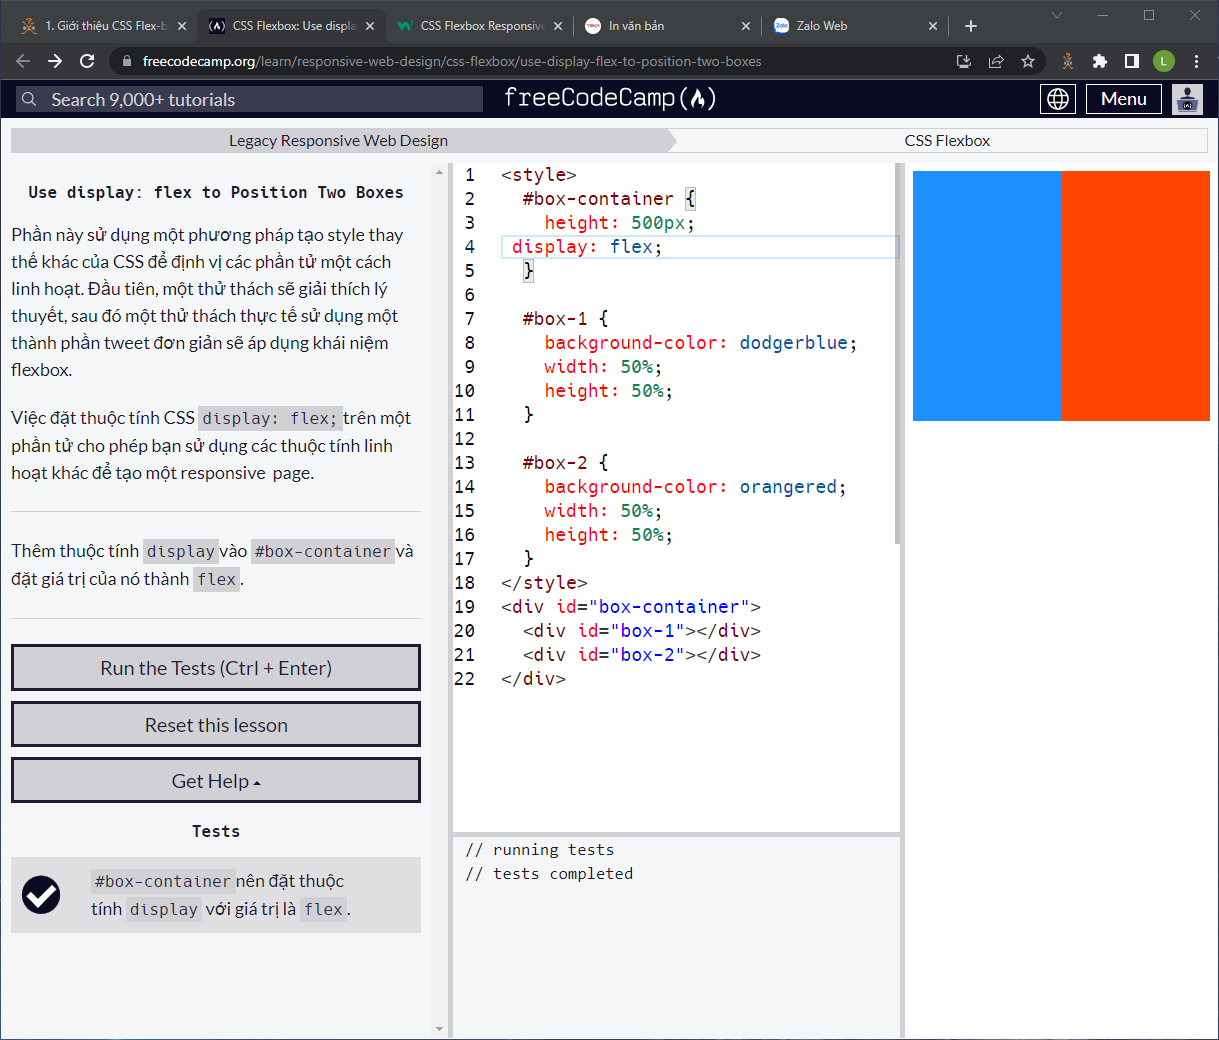 1. Giới thiệu CSS Flex-b
CSS Flexbox: Use displa
CSS Flexbox Responsive
In văn bản
Zalo Web
freecodecamp.org/learn/responsive-web-design/css-flexbox/use-display-flex-to-position-two-boxes
L
Search 9,000+ tutorials
freeCodeCamp
Menu
Legacy Responsive Web Design
CSS Flexbox
Use display: flex to Position Two Boxes
Phần này sử dụng một phương pháp tạo style thay
thế khác của CSS để định vị các phần tử một cách
linh hoạt. Đầu tiên, một thử thách sẽ giải thích lý
thuyết, sau đó một thử thách thực tế sử dụng một
thành phần tweet đơn giản sẽ áp dụng khái niệm
flexbox.
Việc đặt thuộc tính CSS display: flex; trên một
phần tử cho phép bạn sử dụng các thuộc tính linh
hoạt khác để tạo một responsive page.
Thêm thuộc tính display vào #box-container và
đặt giá trị của nó thành flex.
Run the Tests (Ctrl + Enter)
Reset this lesson
Get Help
Tests
#box-container nên đặt thuộc
tính display với giá trị là flex.
1 <style>
2 #box-container {
3 height: 500px;
4 display: flex;
5 }
6
7 #box-1 {
8 background-color: dodgerblue;
9 width: 50%;
10 height: 50%;
11 }
12
13 #box-2 {
14 background-color: orangered;
15 width: 50%;
16 height: 50%;
17 }
18 </style>
19 <div id="box-container">
20 <div id="box-1"></div>
21 <div id="box-2"></div>
22 </div>
// running tests
// tests completed